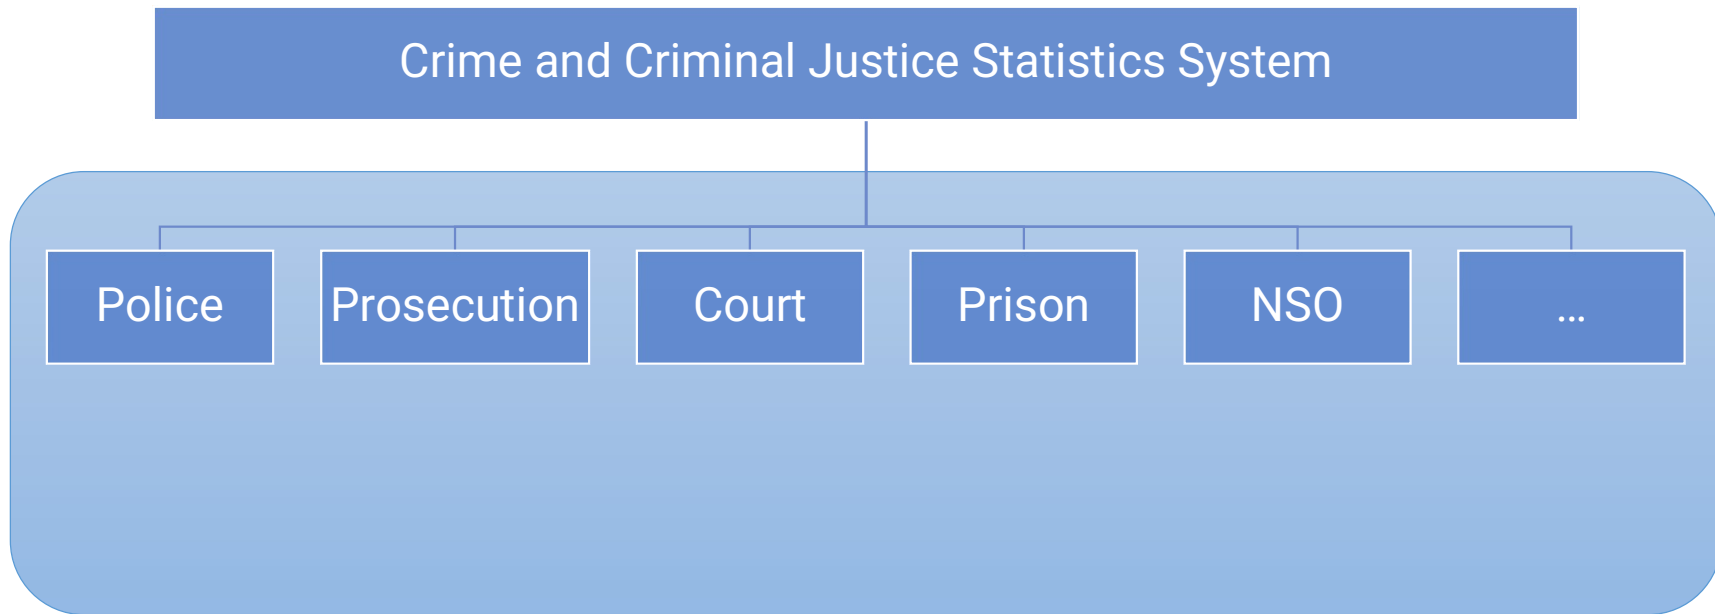 Crime and Criminal Justice Statistics System
Police
Prosecution
Court
Prison
NSO
...